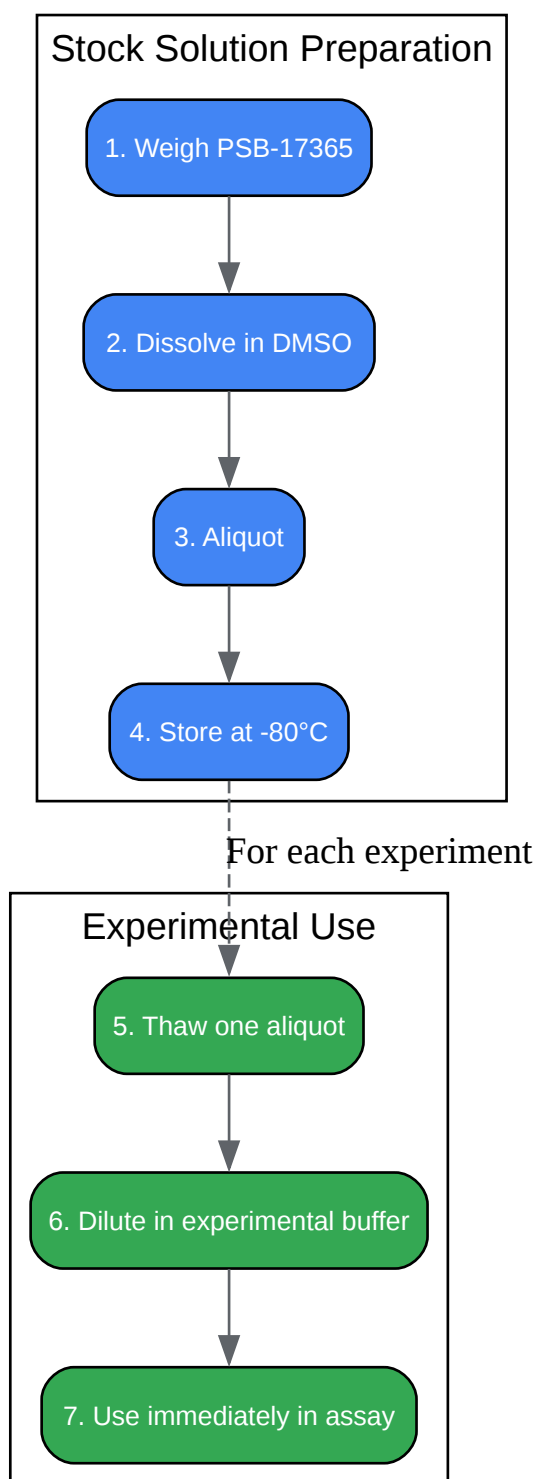 Stock Solution Preparation
1. Weigh PSB-17365
2. Dissolve in DMSO
3. Aliquot
4. Store at -80°C
For each experiment
Experimental Use
5. Thaw one aliquot
6. Dilute in experimental buffer
7. Use immediately in assay